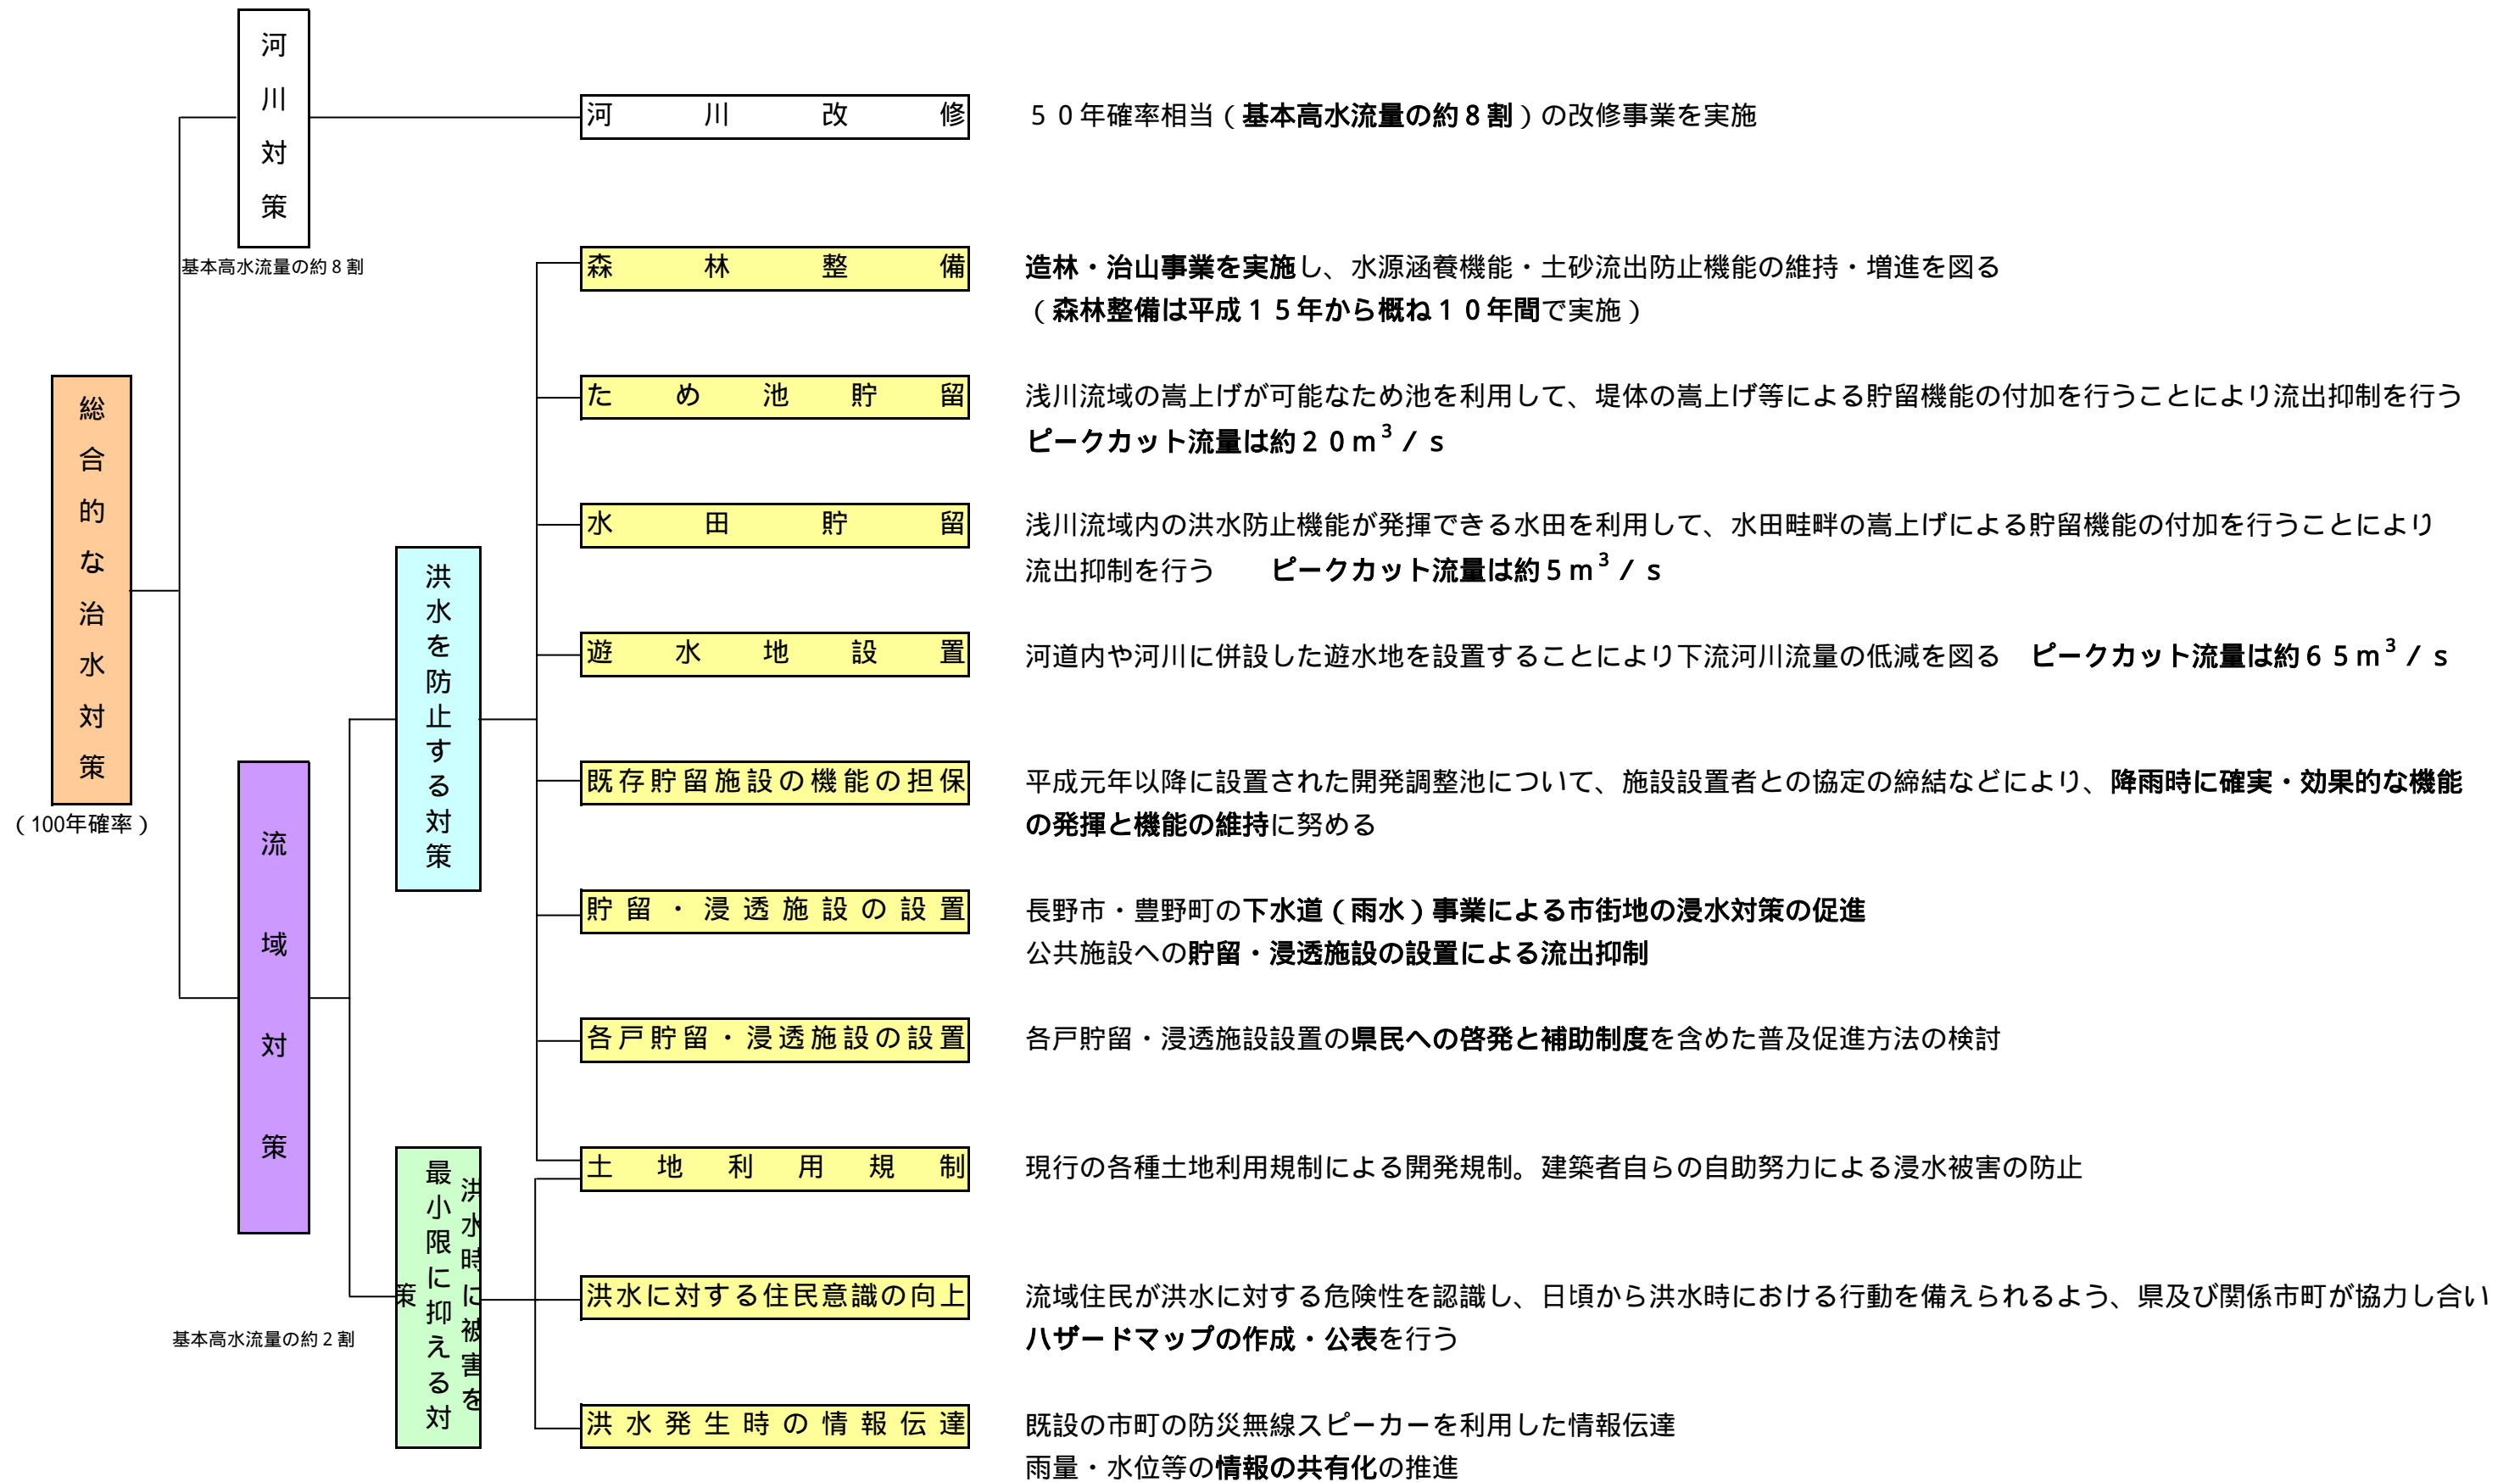 総合的な治水対策
（100年確率）
河川対策
基本高水流量の約８割
流域対策
基本高水流量の約２割
洪水を防止する対策
洪水時に被害を
最小限に抑える対
策
河川改修
５０年確率相当（基本高水流量の約８割）の改修事業を実施
森林整備
造林・治山事業を実施し、水源涵養機能・土砂流出防止機能の維持・増進を図る
（森林整備は平成１５年から概ね１０年間で実施）
ため池貯留
浅川流域の嵩上げが可能なため池を利用して、堤体の嵩上げ等による貯留機能の付加を行うことにより流出抑制を行う
ピークカット流量は約２０ｍ³／ｓ
水田貯留
浅川流域内の洪水防止機能が発揮できる水田を利用して、水田畦畔の嵩上げによる貯留機能の付加を行うことにより
流出抑制を行う　　ピークカット流量は約５ｍ³／ｓ
遊水地設置
河道内や河川に併設した遊水地を設置することにより下流河川流量の低減を図る　ピークカット流量は約６５ｍ³／ｓ
既存貯留施設の機能の担保
平成元年以降に設置された開発調整池について、施設設置者との協定の締結などにより、降雨時に確実・効果的な機能
の発揮と機能の維持に努める
貯留・浸透施設の設置
長野市・豊野町の下水道（雨水）事業による市街地の浸水対策の促進
公共施設への貯留・浸透施設の設置による流出抑制
各戸貯留・浸透施設の設置
各戸貯留・浸透施設設置の県民への啓発と補助制度を含めた普及促進方法の検討
土地利用規制
現行の各種土地利用規制による開発規制。建築者自らの自助努力による浸水被害の防止
洪水に対する住民意識の向上
流域住民が洪水に対する危険性を認識し、日頃から洪水時における行動を備えられるよう、県及び関係市町が協力し合い
ハザードマップの作成・公表を行う
洪水発生時の情報伝達
既設の市町の防災無線スピーカーを利用した情報伝達
雨量・水位等の情報の共有化の推進